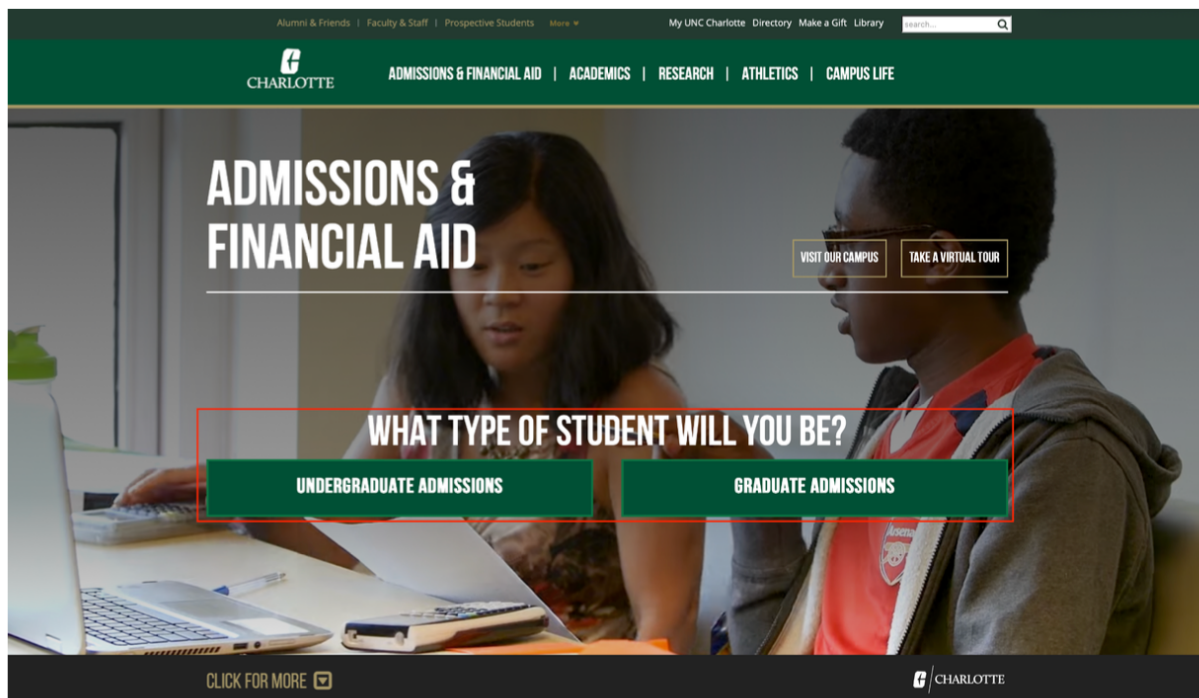 Alumni & Friends | Faculty & Staff | Prospective Students More
My UNC Charlotte Directory Make a Gift Library
search...
CHARLOTTE
ADMISSIONS & FINANCIAL AID | ACADEMICS | RESEARCH | ATHLETICS | CAMPUS LIFE
ADMISSIONS &
FINANCIAL AID
VISIT OUR CAMPUS
TAKE A VIRTUAL TOUR
WHAT TYPE OF STUDENT WILL YOU BE?
UNDERGRADUATE ADMISSIONS
GRADUATE ADMISSIONS
Arsenal
CLICK FOR MORE
CHARLOTTE